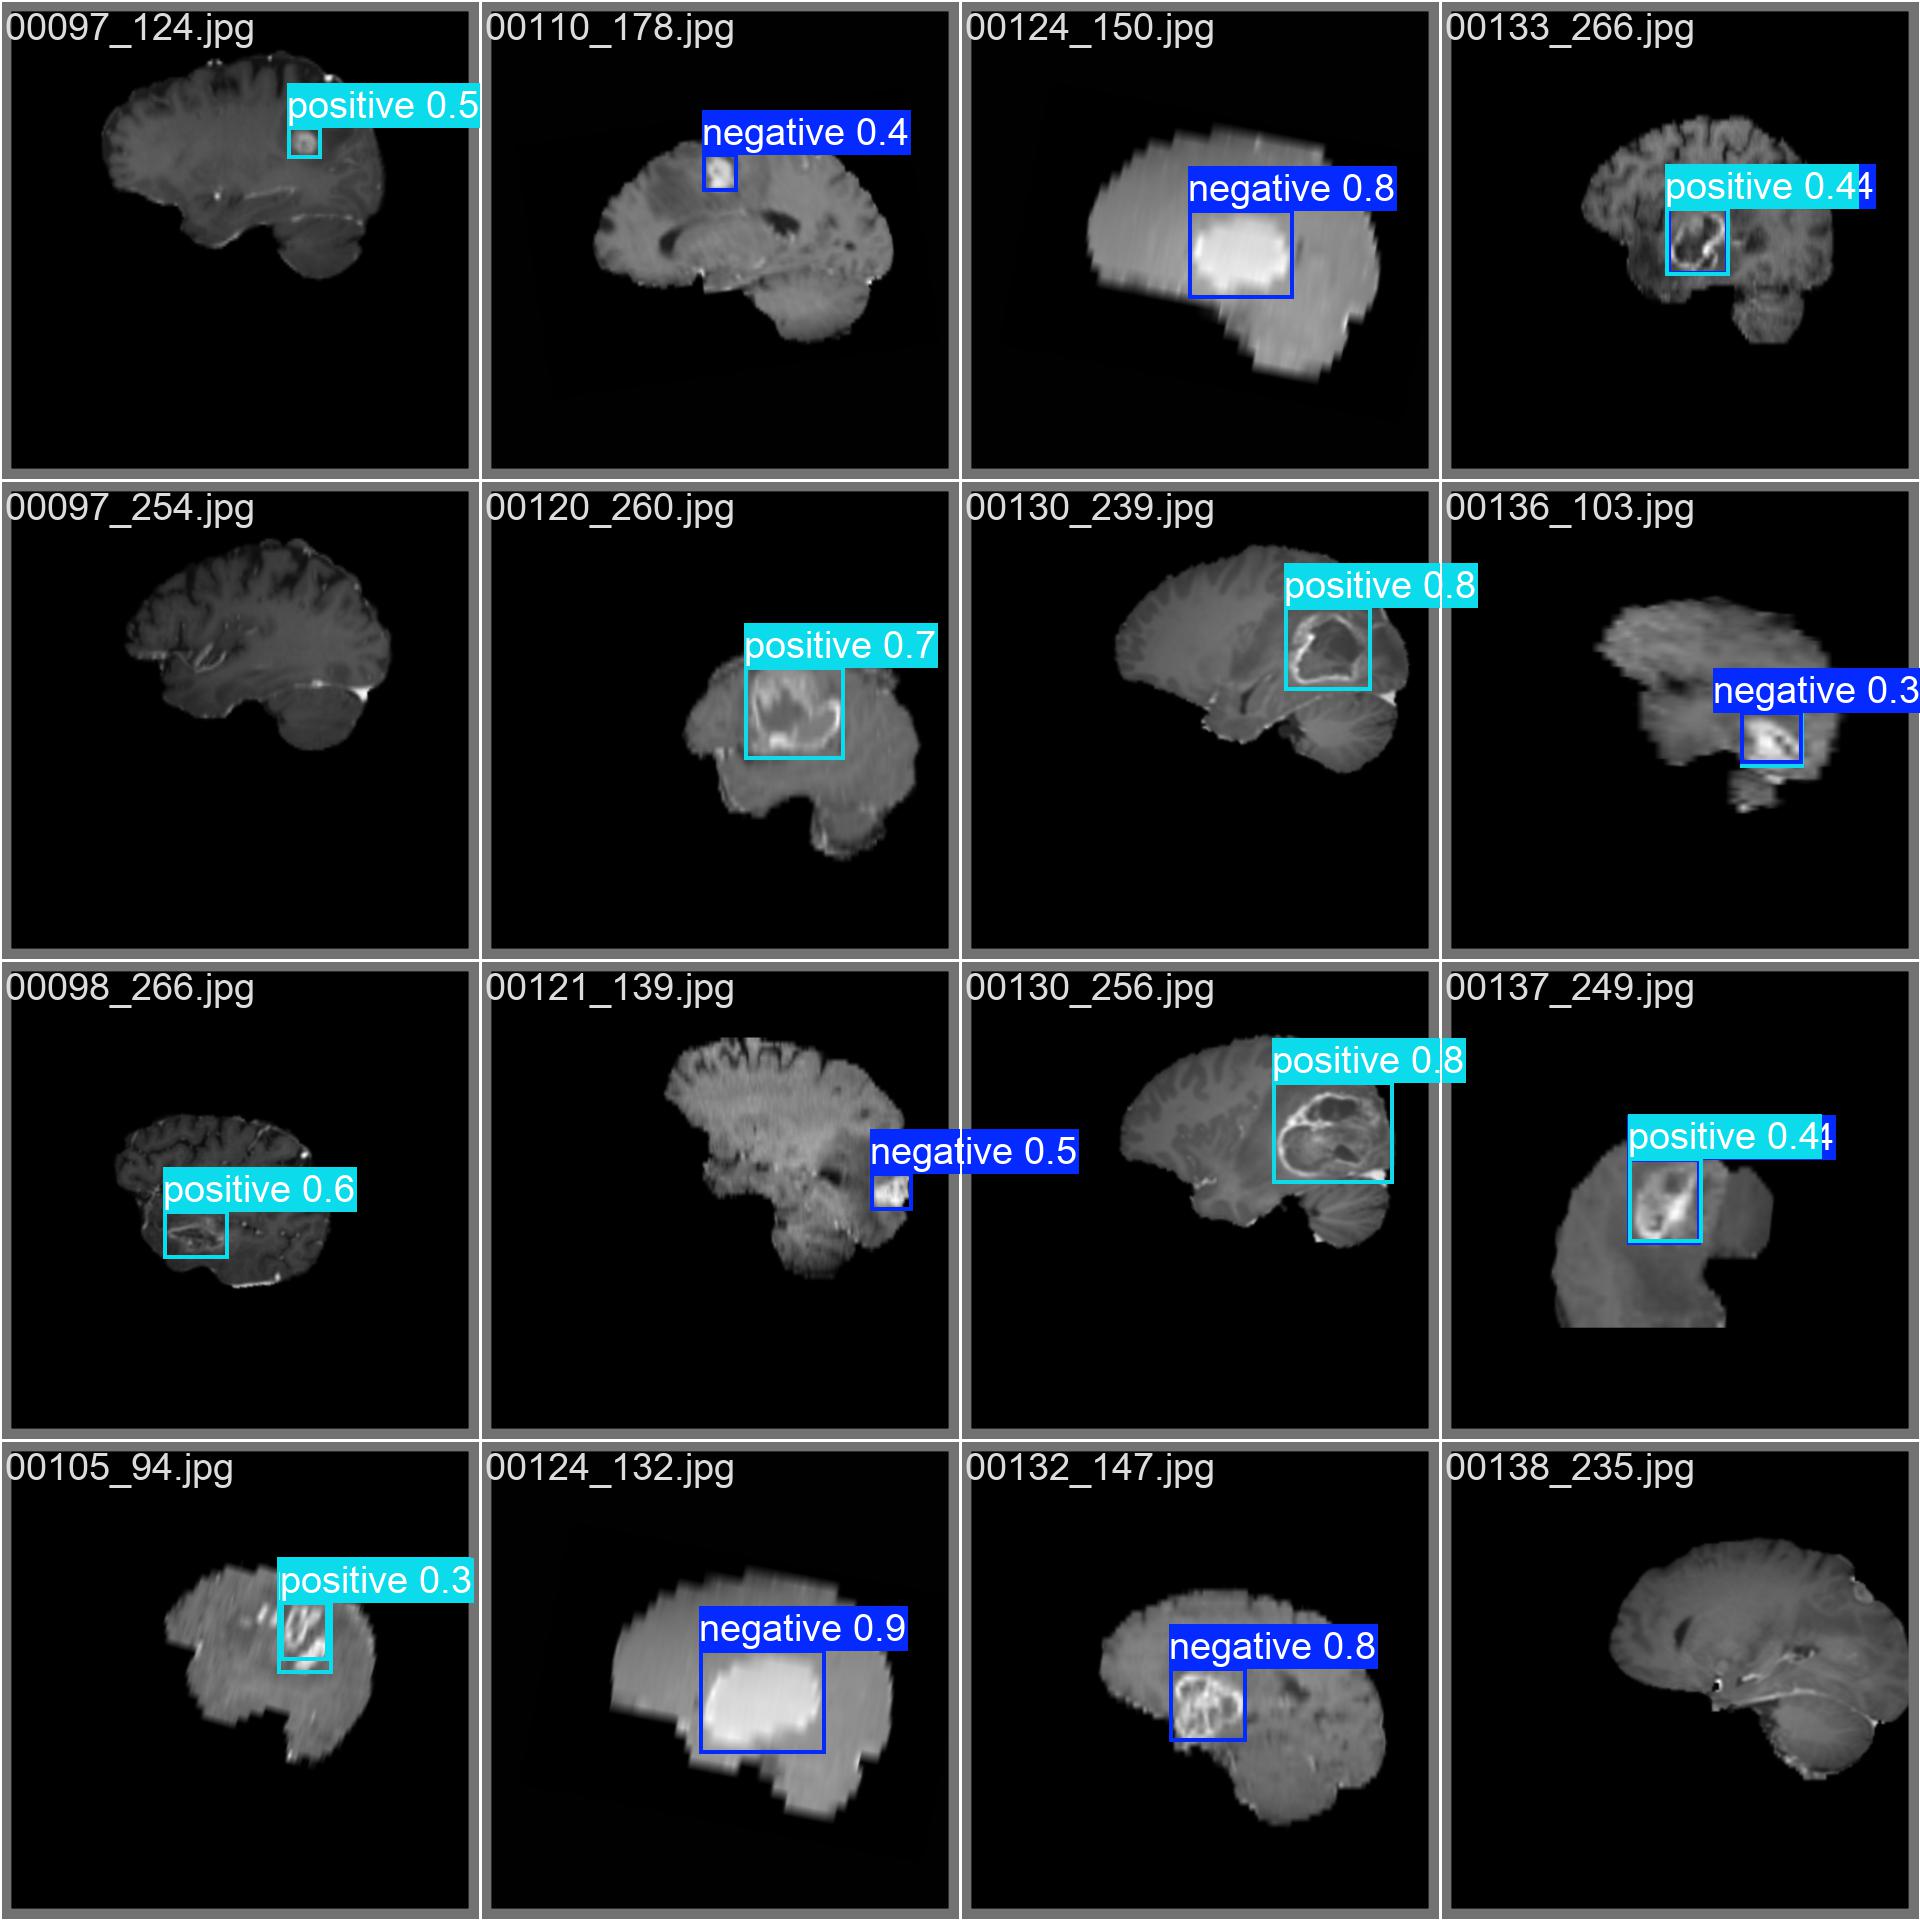 00097_124.jpg
positive 0.5
00110_178.jpg
negative 0.4
00124_150.jpg
negative 0.8
00133_266.jpg
positive 0.44
00097_254.jpg
00120_260.jpg
positive 0.7
00130_239.jpg
positive 0.8
00136_103.jpg
negative 0.3
00098_266.jpg
positive 0.6
00121_139.jpg
negative 0.5
00130_256.jpg
positive 0.8
00137_249.jpg
positive 0.44
00105_94.jpg
positive 0.3
00124_132.jpg
negative 0.9
00132_147.jpg
negative 0.8
00138_235.jpg